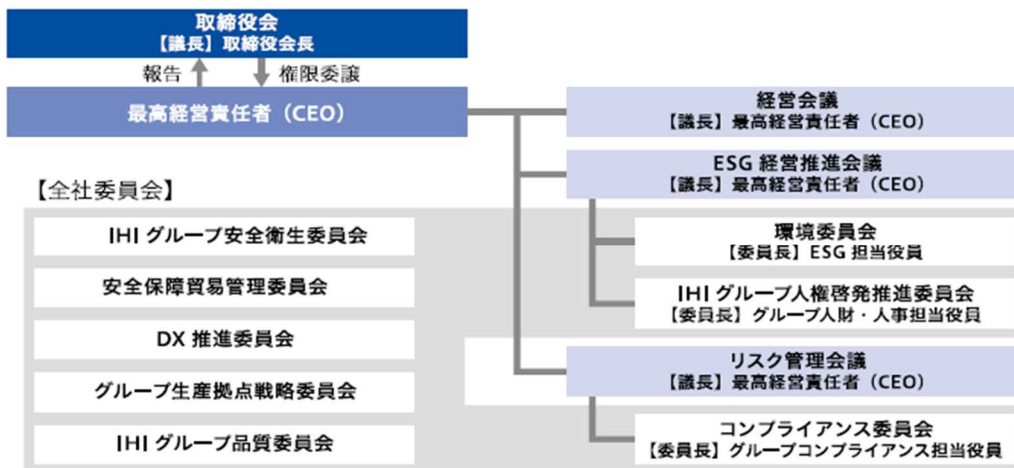 取締役会
【議長】取締役会長
報告
権限委譲
最高経営責任者（CEO）
経営会議
【議長】最高経営責任者（CEO）
ESG 経営推進会議
【議長】最高経営責任者（CEO）
【全社委員会】
IHI グループ安全衛生委員会
安全保障貿易管理委員会
DX 推進委員会
グループ生産拠点戦略委員会
IHI グループ品質委員会
環境委員会
【委員長】ESG 担当役員
IHI グループ人権啓発推進委員会
【委員長】グループ人財・人事担当役員
リスク管理会議
【議長】最高経営責任者（CEO）
コンプライアンス委員会
【委員長】グループコンプライアンス担当役員